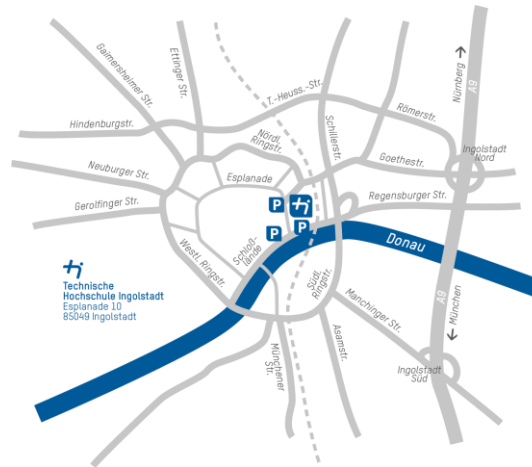 Ettinger Str.
Gaimersheimer Str.
Nürnberg
A9
T.-Heuss.-Str.
Hindenburgstr.
Römerstr.
Nördl.
Ringstr.
Schillerstr.
Ingolstadt
Nord
Neuburger Str.
Goethestr.
Esplanade
Gerolfinger Str.
Regensburger Str.
P
P
P
Schloß-
lände
Westl. Ringstr.
Donau
Technische
Hochschule Ingolstadt
Esplanade 10
85049 Ingolstadt
Südl.
Ringstr.
Manchinger Str.
A9
München
Münchener
Str.
Asamstr.
Ingolstadt
Süd